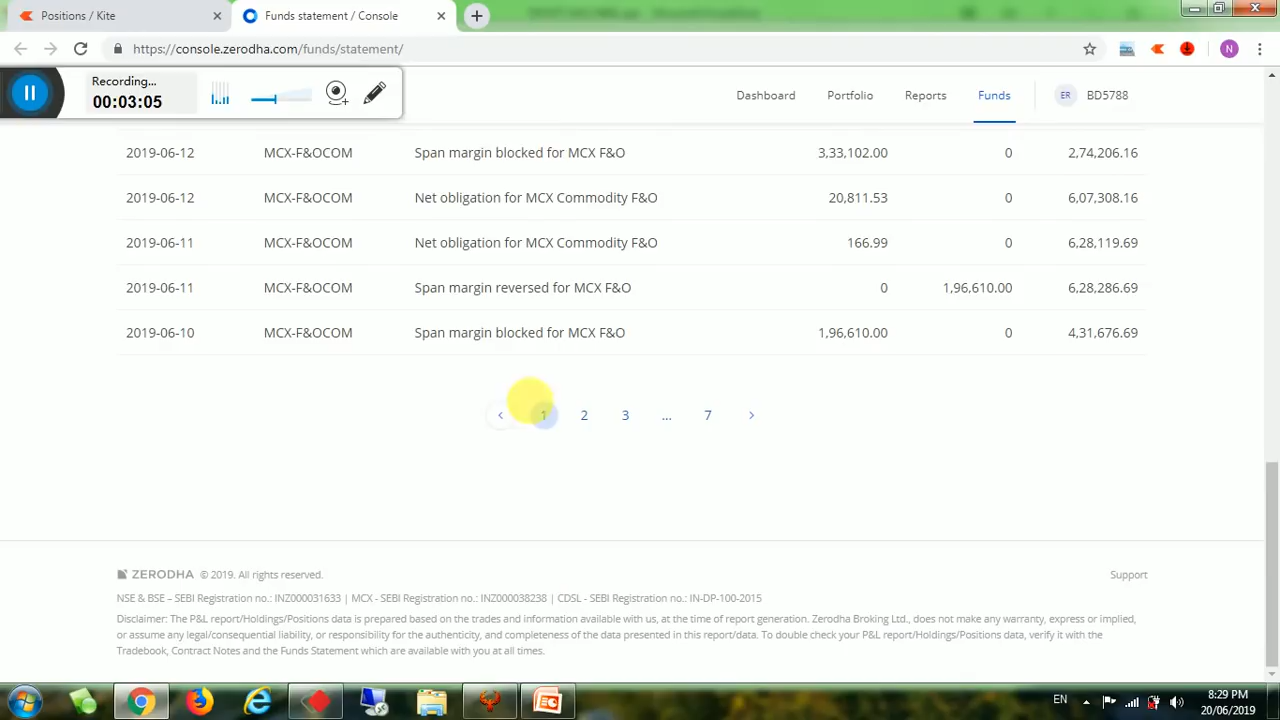 Positions / Kite
Funds statement / Console
https://console.zerodha.com/funds/statement/
N
Recording...
00:03:05
Dashboard Portfolio Reports Funds ER BD5788
2019-06-12 MCX-F&OCOM Span margin blocked for MCX F&O 3,33,102.00 0 2,74,206.16
2019-06-12 MCX-F&OCOM Net obligation for MCX Commodity F&O 20,811.53 0 6,07,308.16
2019-06-11 MCX-F&OCOM Net obligation for MCX Commodity F&O 166.99 0 6,28,119.69
2019-06-11 MCX-F&OCOM Span margin reversed for MCX F&O 0 1,96,610.00 6,28,286.69
2019-06-10 MCX-F&OCOM Span margin blocked for MCX F&O 1,96,610.00 0 4,31,676.69
‹ 1 2 3 ... 7 ›
ZERODHA © 2019. All rights reserved. Support
NSE & BSE – SEBI Registration no.: INZ000031633 | MCX - SEBI Registration no.: INZ000038238 | CDSL - SEBI Registration no.: IN-DP-100-2015
Disclaimer: The P&L report/Holdings/Positions data is prepared based on the trades and information available with us, at the time of report generation. Zerodha Broking Ltd., does not make any warranty, express or implied,
or assume any legal/consequential liability, or responsibility for the authenticity, and completeness of the data presented in this report/data. To double check your P&L report/Holdings/Positions data, verify it with the
Tradebook, Contract Notes and the Funds Statement which are available with you at all times.
EN
8:29 PM
20/06/2019